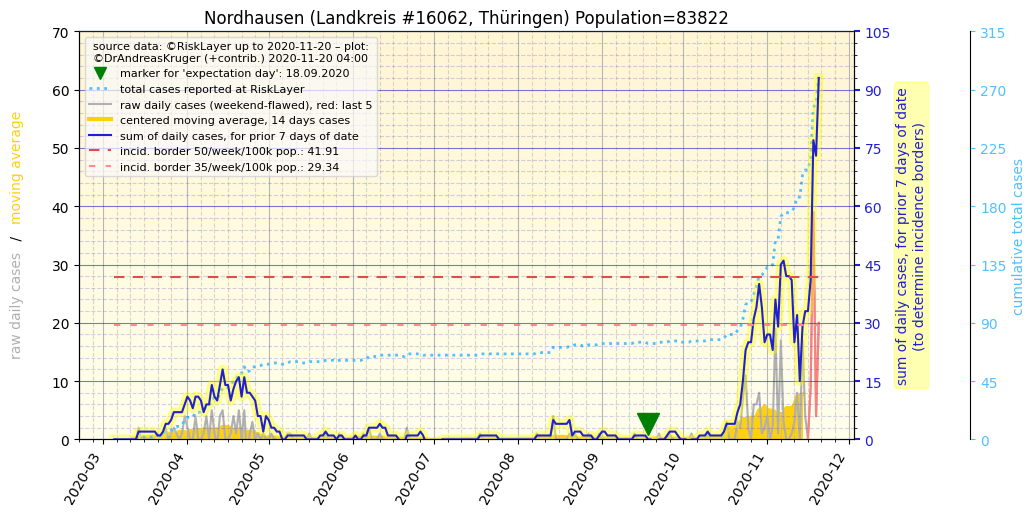 Nordhausen (Landkreis #16062, Thüringen) Population=83822
source data: ©RiskLayer up to 2020-11-20 – plot:
©DrAndreasKruger (+contrib.) 2020-11-20 04:00
marker for 'expectation day': 18.09.2020
total cases reported at RiskLayer
raw daily cases (weekend-flawed), red: last 5
centered moving average, 14 days cases
sum of daily cases, for prior 7 days of date
incid. border 50/week/100k pop.: 41.91
incid. border 35/week/100k pop.: 29.34
raw daily cases / moving average
70
60
50
40
30
20
10
0
2020-03
2020-04
2020-05
2020-06
2020-07
2020-08
2020-09
2020-10
2020-11
2020-12
105
90
75
60
45
30
15
0
sum of daily cases, for prior 7 days of date
(to determine incidence borders)
315
270
225
180
135
90
45
0
cumulative total cases